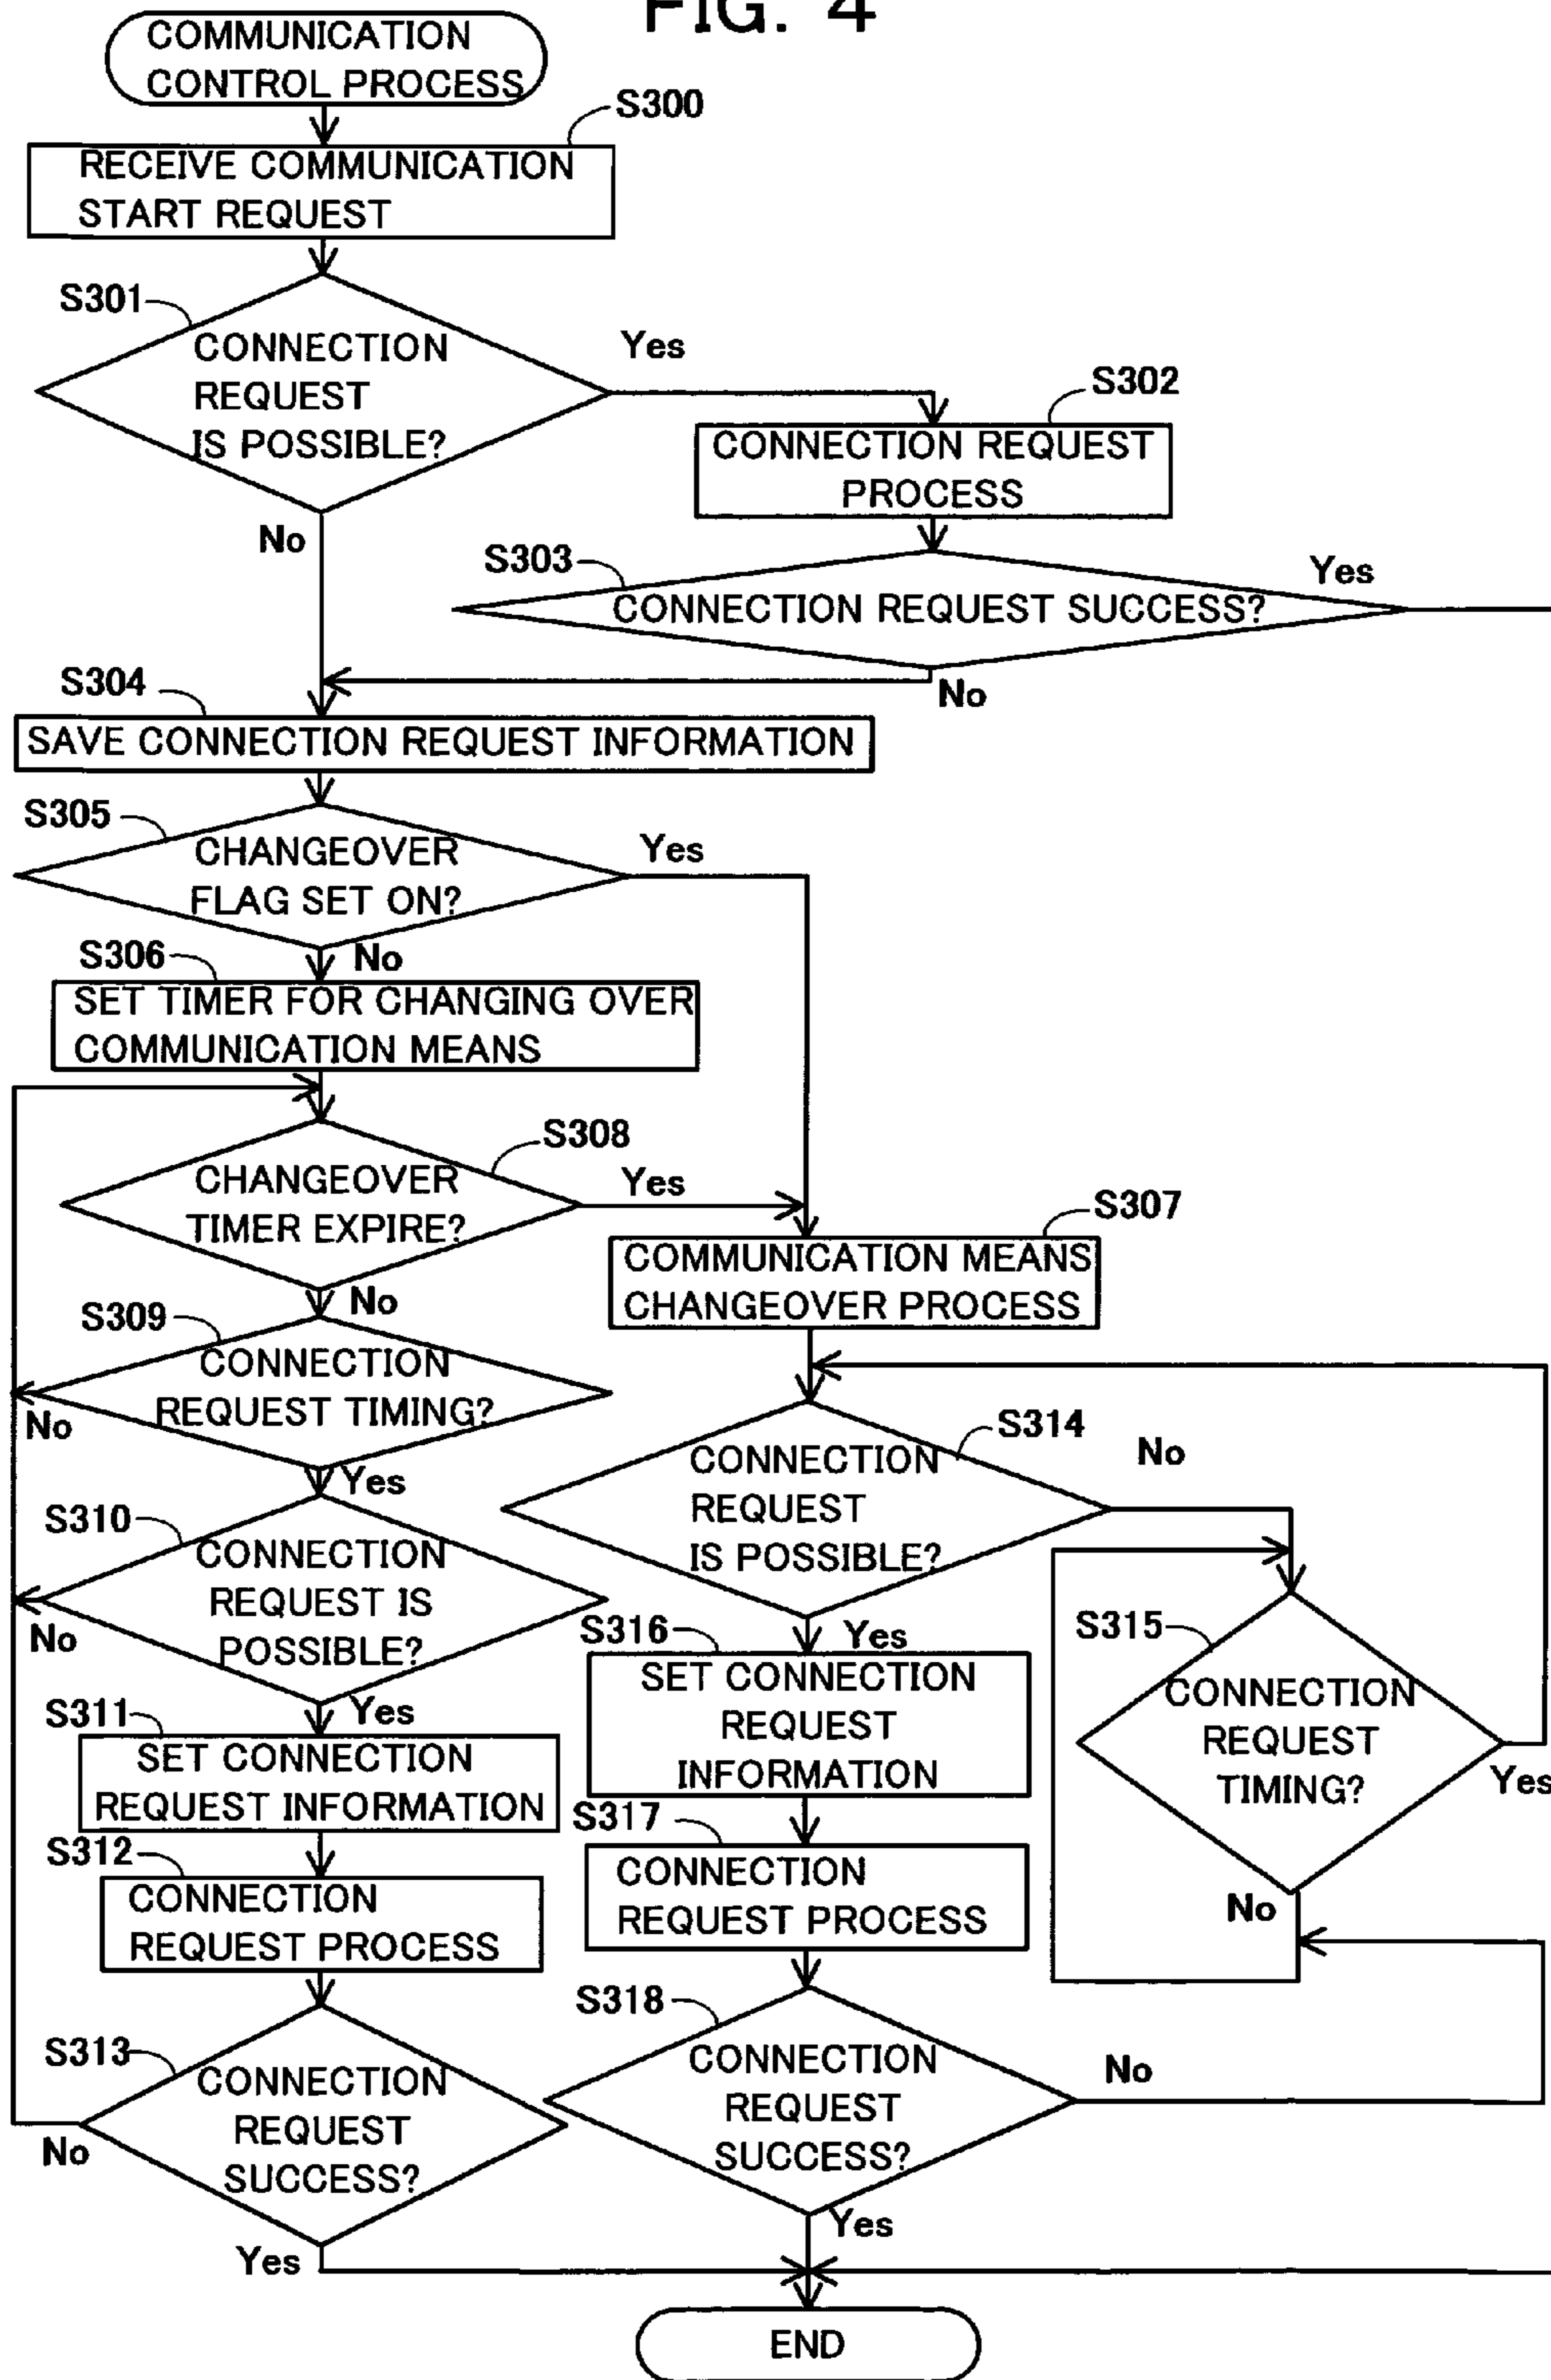 FIG. 4
COMMUNICATION
CONTROL PROCESS
S300
RECEIVE COMMUNICATION
START REQUEST
S301
CONNECTION
REQUEST
IS POSSIBLE?
Yes
No
S302
CONNECTION REQUEST
PROCESS
S303
CONNECTION REQUEST SUCCESS?
Yes
No
S304
SAVE CONNECTION REQUEST INFORMATION
S305
CHANGEOVER
FLAG SET ON?
Yes
No
S306
SET TIMER FOR CHANGING OVER
COMMUNICATION MEANS
S308
CHANGEOVER
TIMER EXPIRE?
Yes
No
S307
COMMUNICATION MEANS
CHANGEOVER PROCESS
S309
CONNECTION
REQUEST TIMING?
No
Yes
S310
CONNECTION
REQUEST IS
POSSIBLE?
No
Yes
S311
SET CONNECTION
REQUEST INFORMATION
S312
CONNECTION
REQUEST PROCESS
S313
CONNECTION
REQUEST
SUCCESS?
No
Yes
S314
CONNECTION
REQUEST
IS POSSIBLE?
No
Yes
S315
CONNECTION
REQUEST
TIMING?
Yes
No
S316
SET CONNECTION
REQUEST
INFORMATION
S317
CONNECTION
REQUEST PROCESS
S318
CONNECTION
REQUEST
SUCCESS?
No
Yes
END